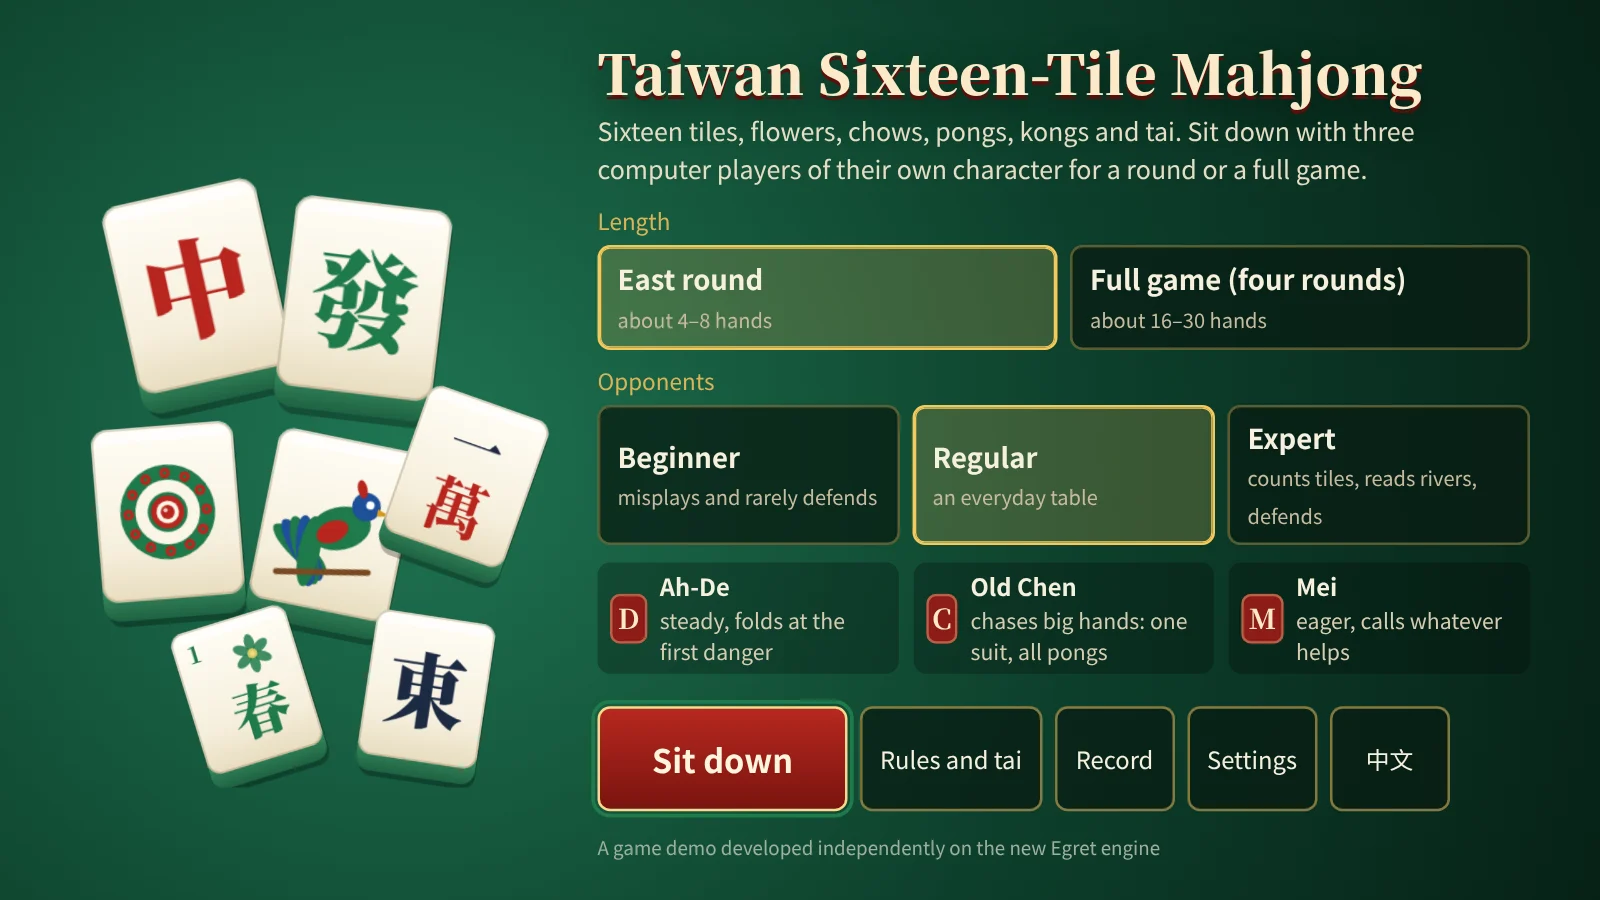 Taiwan Sixteen-Tile Mahjong
Sixteen tiles, flowers, chows, pongs, kongs and tai. Sit down with three
computer players of their own character for a round or a full game.
Length
East round
about 4–8 hands
Full game (four rounds)
about 16–30 hands
Opponents
Beginner
misplays and rarely defends
Regular
an everyday table
Expert
counts tiles, reads rivers,
defends
D
Ah-De
steady, folds at the
first danger
C
Old Chen
chases big hands: one
suit, all pongs
M
Mei
eager, calls whatever
helps
Sit down
Rules and tai
Record
Settings
中文
A game demo developed independently on the new Egret engine
中
發
一
萬
1
春
東